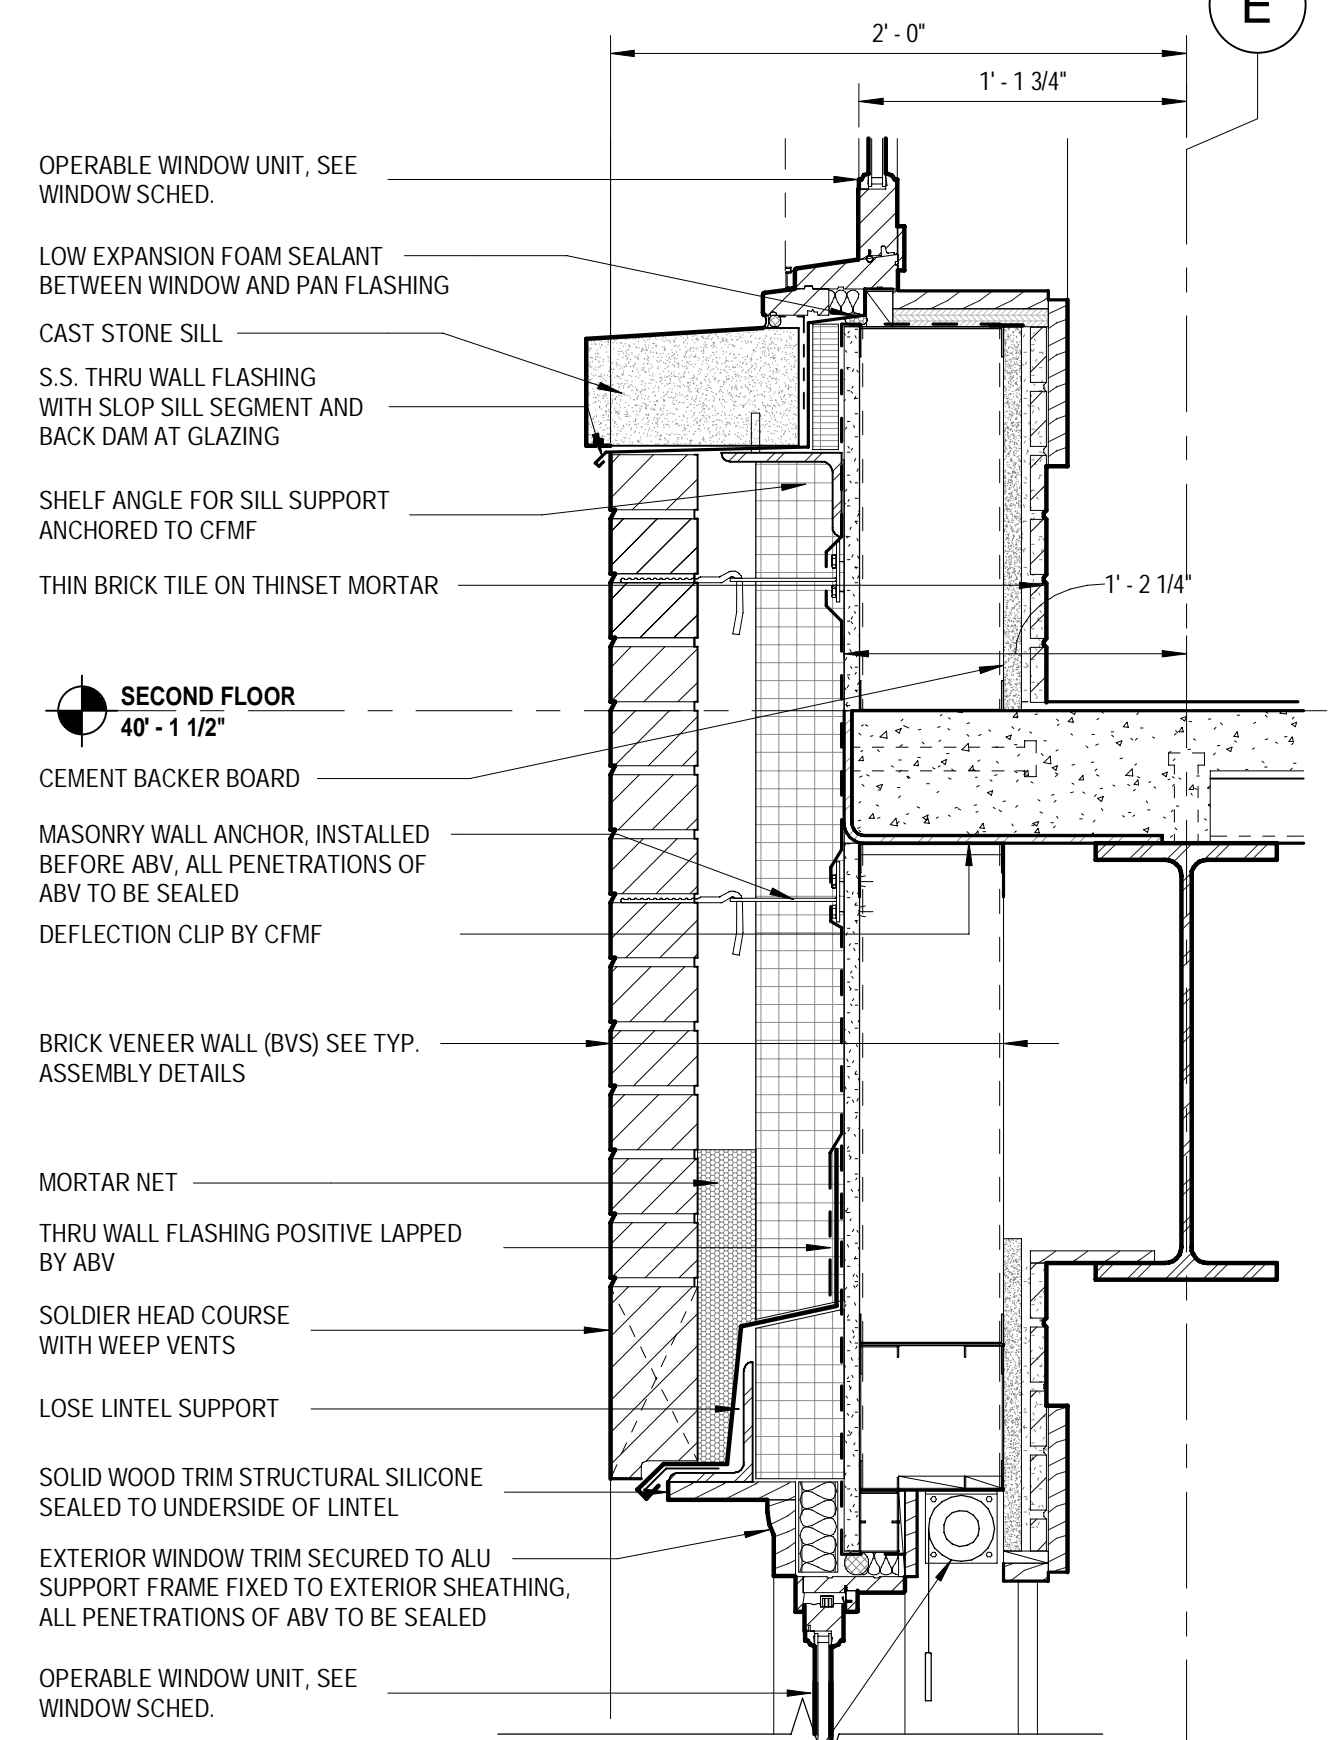 E
2' - 0"
1' - 1 3/4"
OPERABLE WINDOW UNIT, SEE
WINDOW SCHED.
LOW EXPANSION FOAM SEALANT
BETWEEN WINDOW AND PAN FLASHING
CAST STONE SILL
S.S. THRU WALL FLASHING
WITH SLOP SILL SEGMENT AND
BACK DAM AT GLAZING
SHELF ANGLE FOR SILL SUPPORT
ANCHORED TO CFMF
THIN BRICK TILE ON THINSET MORTAR
1' - 2 1/4"
SECOND FLOOR
40' - 1 1/2"
CEMENT BACKER BOARD
MASONRY WALL ANCHOR, INSTALLED
BEFORE ABV, ALL PENETRATIONS OF
ABV TO BE SEALED
DEFLECTION CLIP BY CFMF
BRICK VENEER WALL (BVS) SEE TYP.
ASSEMBLY DETAILS
MORTAR NET
THRU WALL FLASHING POSITIVE LAPPED
BY ABV
SOLDIER HEAD COURSE
WITH WEEP VENTS
LOSE LINTEL SUPPORT
SOLID WOOD TRIM STRUCTURAL SILICONE
SEALED TO UNDERSIDE OF LINTEL
EXTERIOR WINDOW TRIM SECURED TO ALU
SUPPORT FRAME FIXED TO EXTERIOR SHEATHING,
ALL PENETRATIONS OF ABV TO BE SEALED
OPERABLE WINDOW UNIT, SEE
WINDOW SCHED.